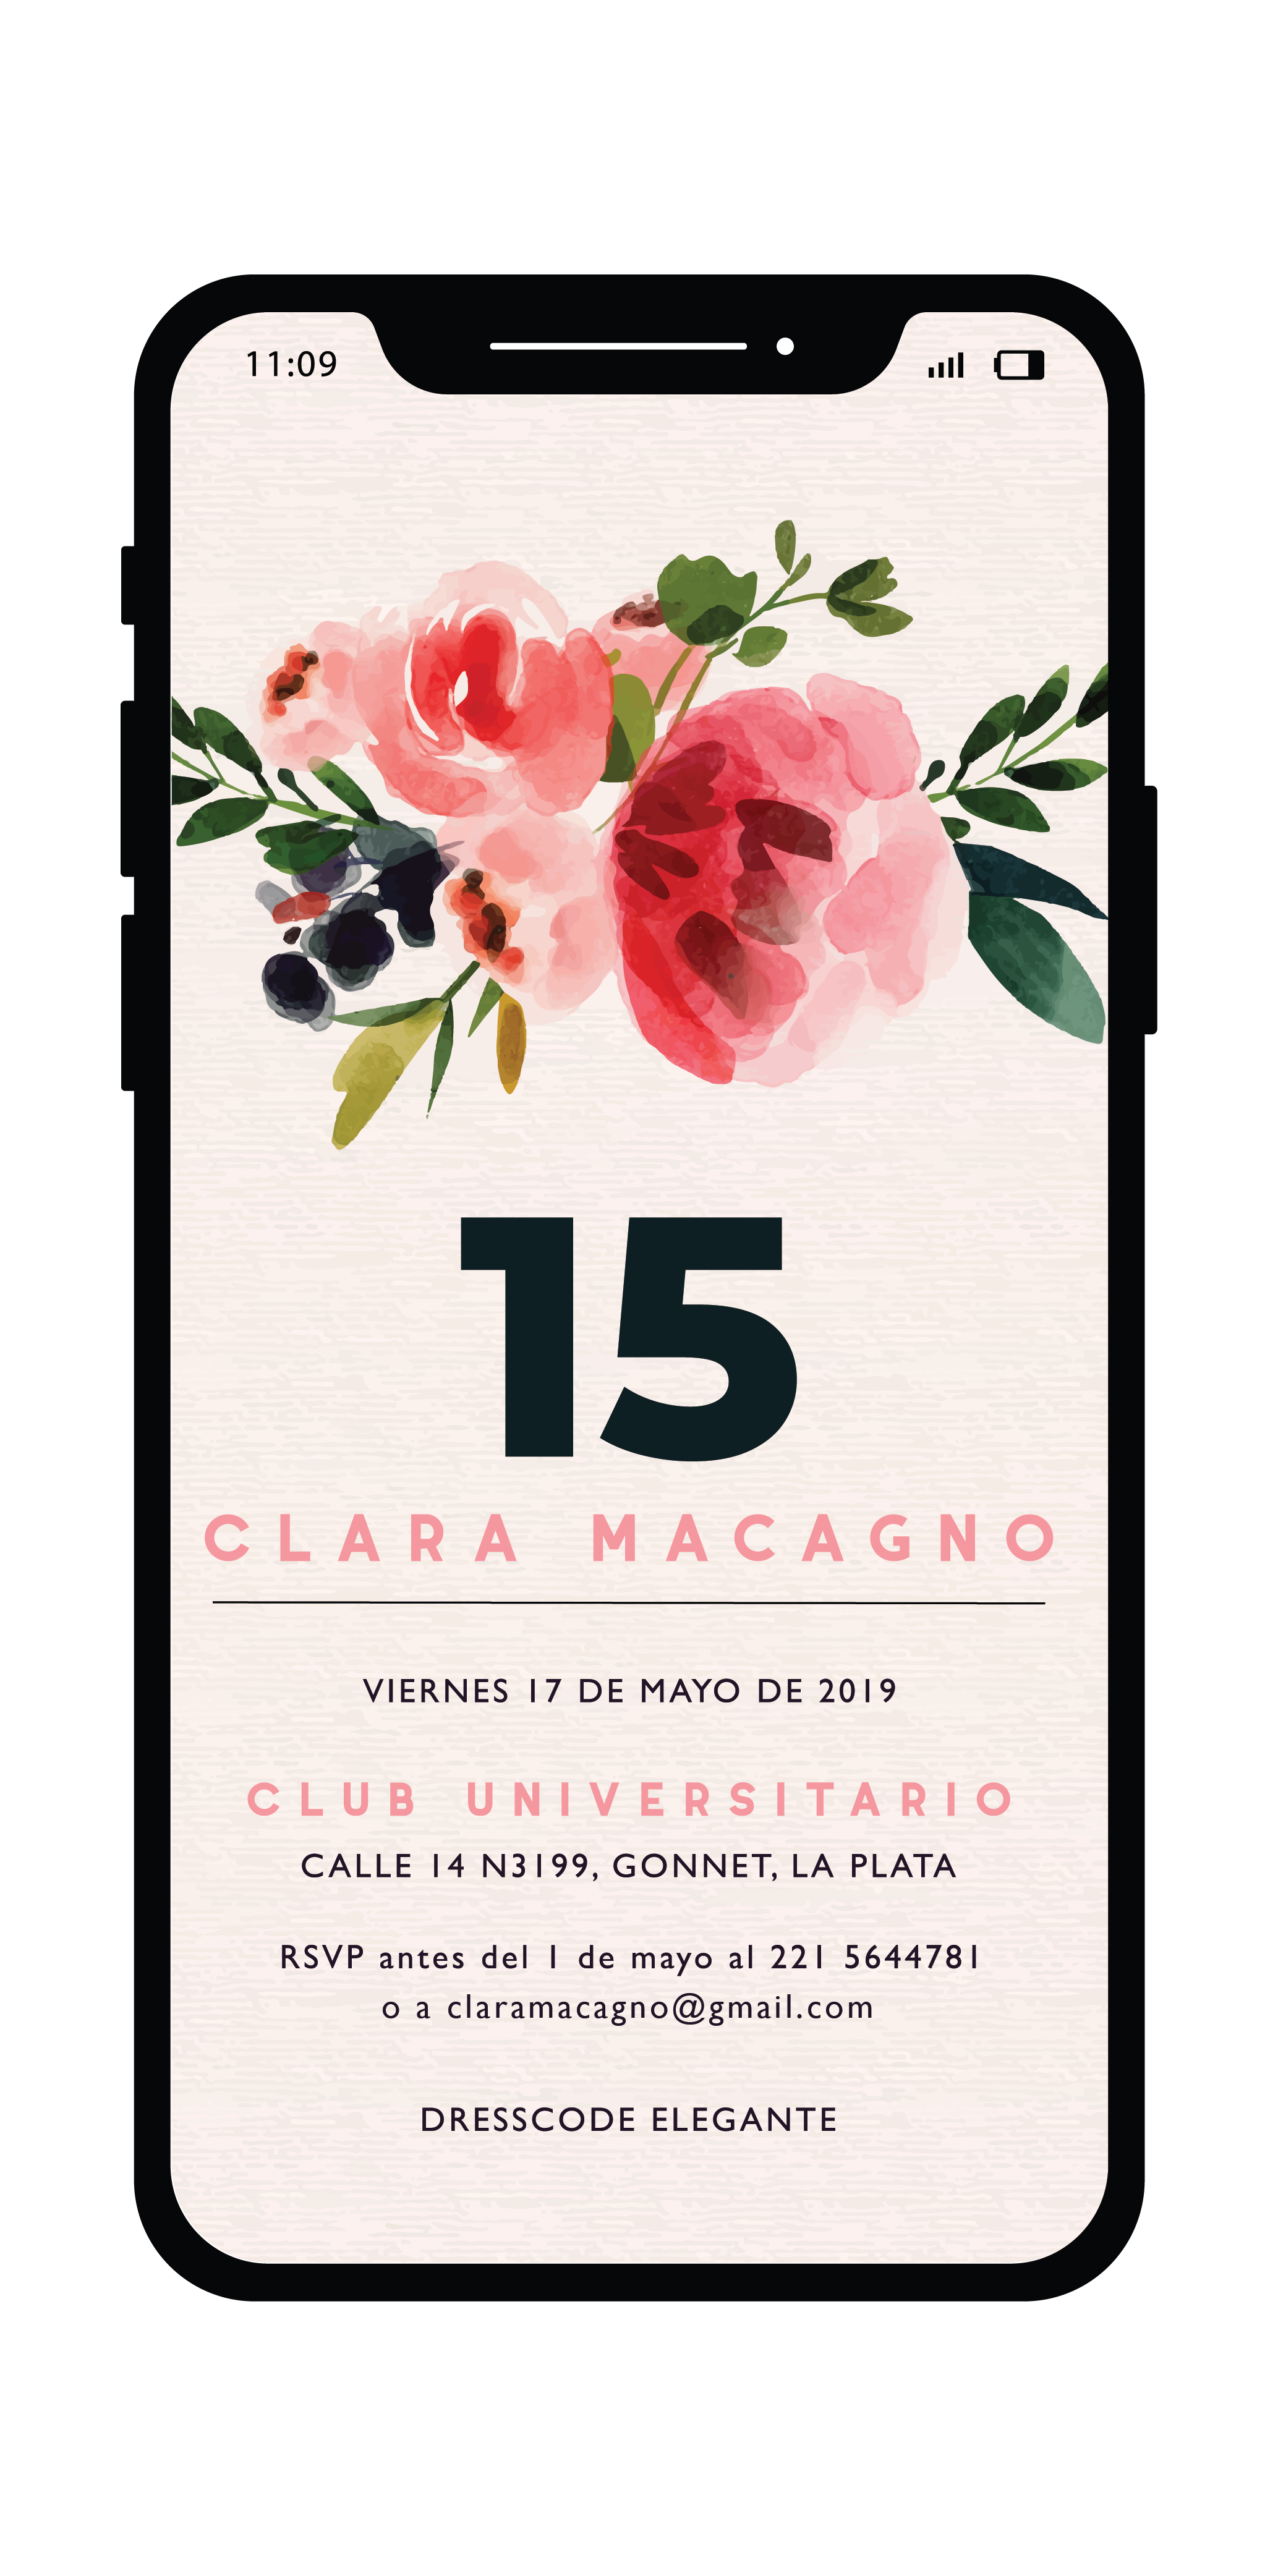 11:09
15
CLARA MACAGNO
VIERNES 17 DE MAYO DE 2019
CLUB UNIVERSITARIO
CALLE 14 N3199, GONNET, LA PLATA
RSVP antes del 1 de mayo al 221 5644781
o a claramacagno@gmail.com
DRESSCODE ELEGANTE